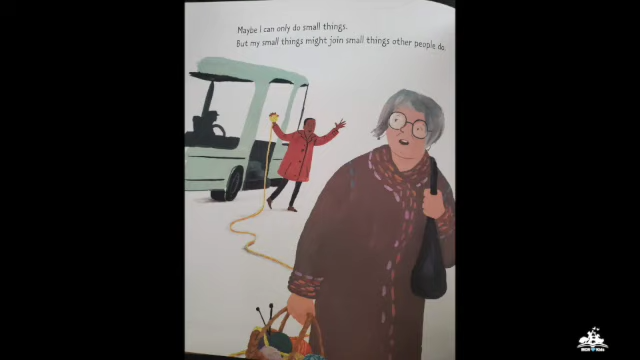 Maybe I can only do small things.
But my small things might join small things other people do.